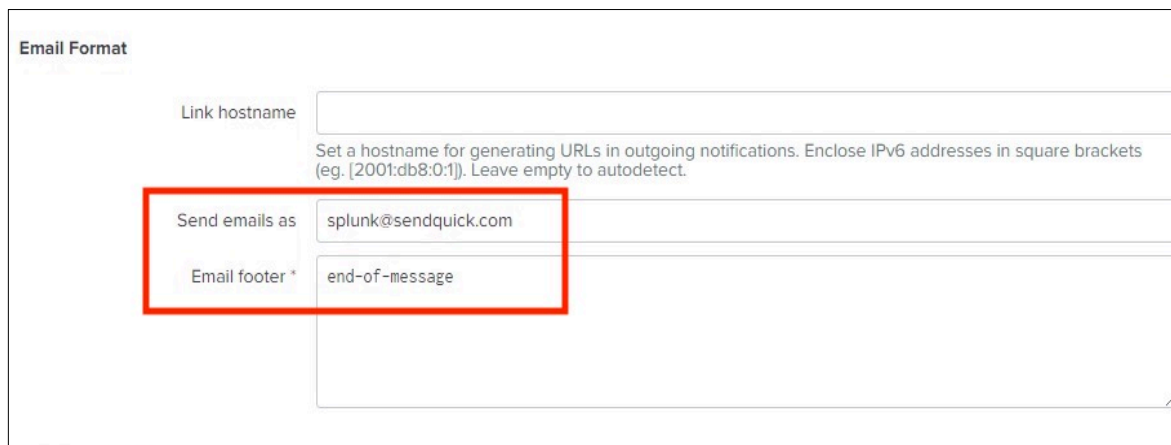 Email Format
Link hostname
Set a hostname for generating URLs in outgoing notifications. Enclose IPv6 addresses in square brackets
(eg. [2001:db8:0:1]). Leave empty to autodetect.
Send emails as splunk@sendquick.com
Email footer * end-of-message